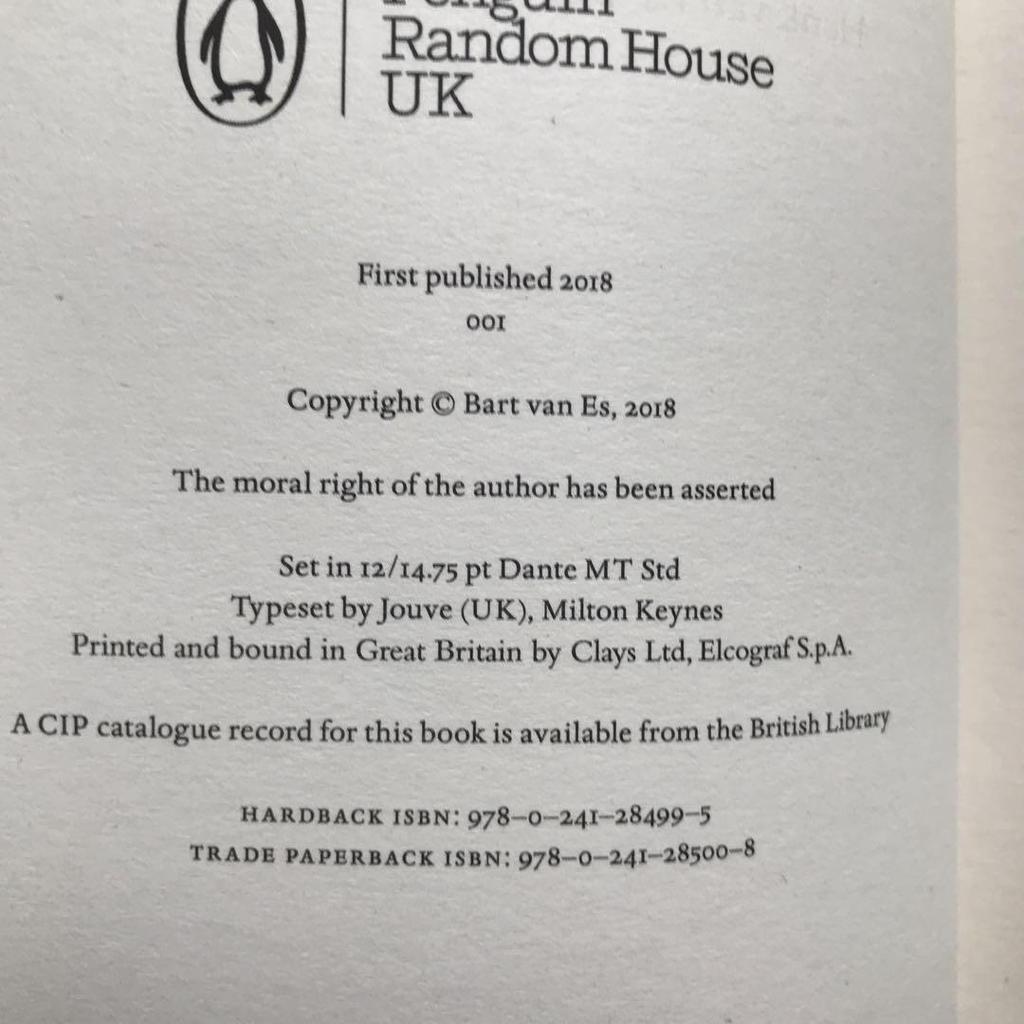 Penguin
Random House
UK
First published 2018
001
Copyright © Bart van Es, 2018
The moral right of the author has been asserted
Set in 12/14.75 pt Dante MT Std
Typeset by Jouve (UK), Milton Keynes
Printed and bound in Great Britain by Clays Ltd, Elcograf S.p.A.
A CIP catalogue record for this book is available from the British Library
HARDBACK ISBN: 978–0–241–28499–5
TRADE PAPERBACK ISBN: 978–0–241–28500–8